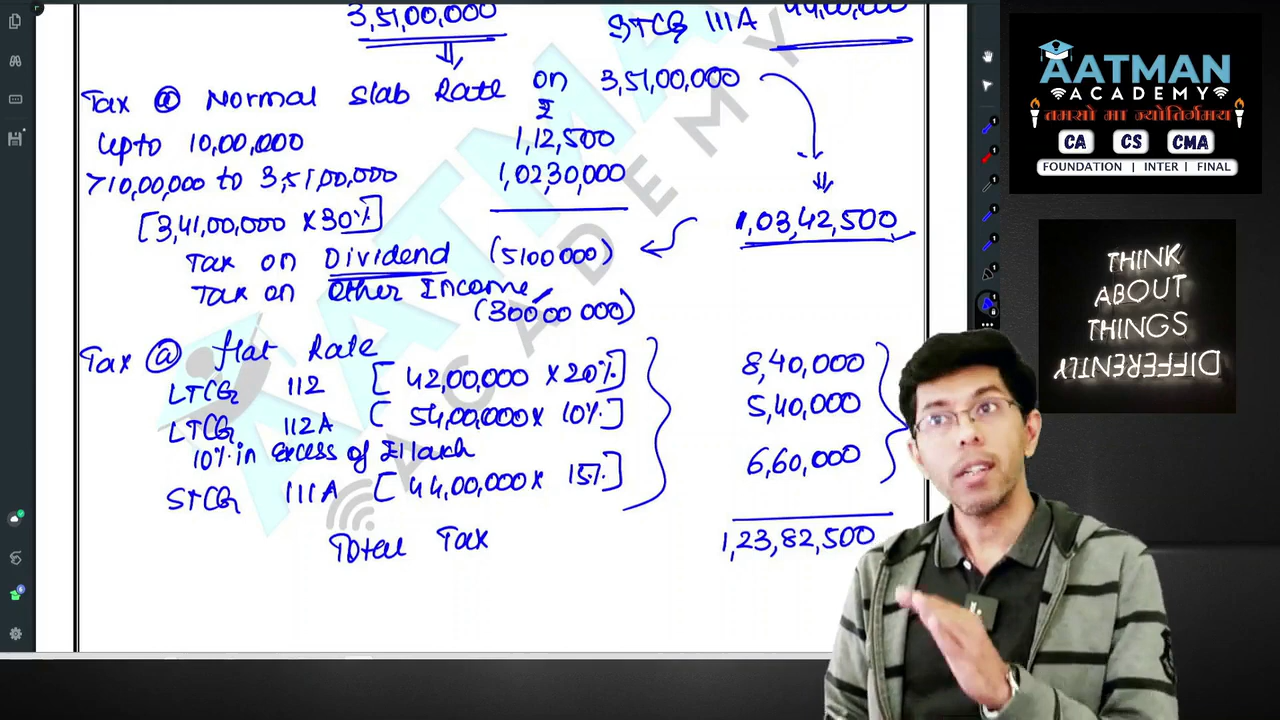 3,51,00,000
STCG 111A 44,00,000
Tax @ Normal Slab Rate on 3,51,00,000
₹
Upto 10,00,000 1,12,500
>10,00,000 to 3,51,00,000 1,0230,000
[3,41,00,000 × 30%] 1,03,42,500
Tax on Dividend (5100000)
Tax on Other Income
(30000000)
Tax @ flat Rate
LTCG 112 [42,00,000 × 20%] 8,40,000
LTCG 112A [54,00,000 × 10%] 5,40,000
10% in excess of ₹1 lakh
STCG 111A [44,00,000 × 15%] 6,60,000
Total Tax 1,23,82,500
AATMAN
ACADEMY
तमसो मा ज्योतिर्गमय
CA CS CMA
FOUNDATION | INTER | FINAL
THINK
ABOUT
THINGS
DIFFERENTLY
ACADEMY